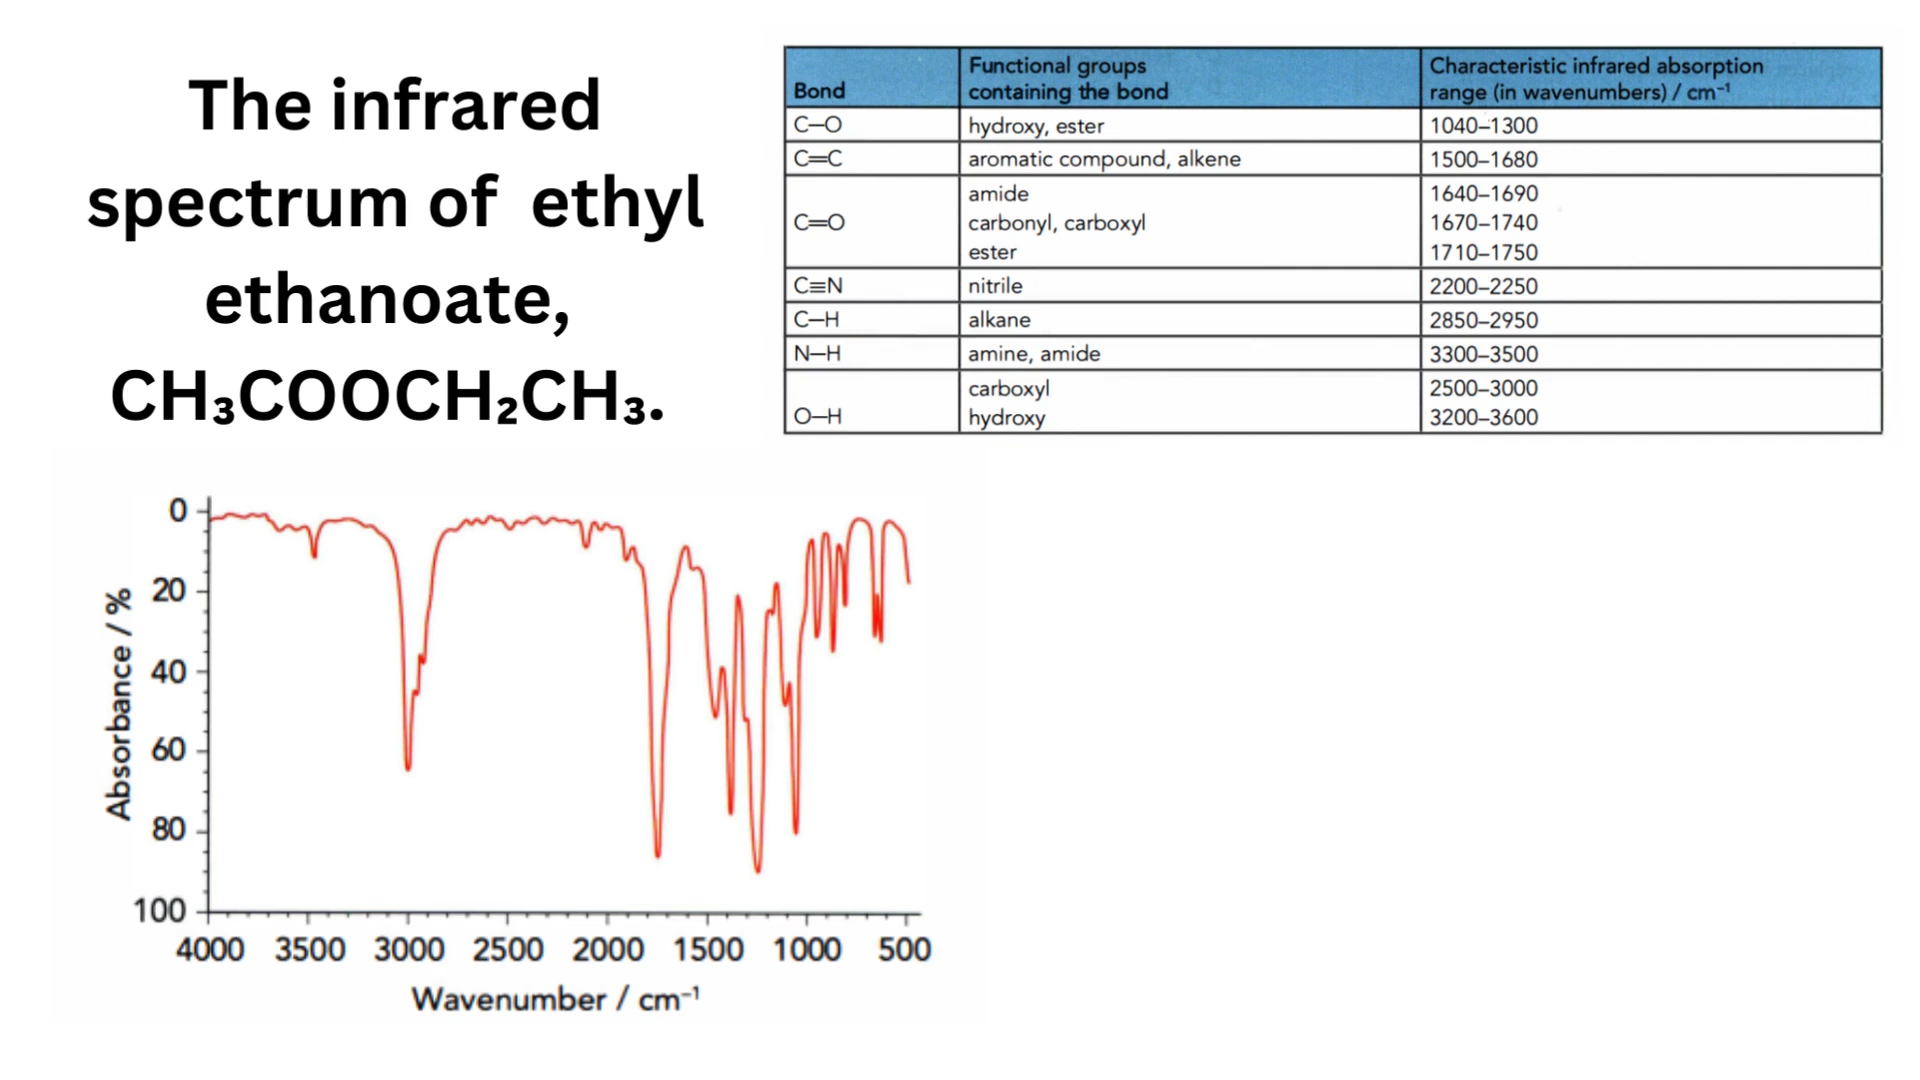 The infrared
spectrum of  ethyl
ethanoate,
CH₃COOCH₂CH₃.
Bond
Functional groups
containing the bond
Characteristic infrared absorption
range (in wavenumbers) / cm⁻¹
C—O hydroxy, ester 1040–1300
C=C aromatic compound, alkene 1500–1680
amide 1640–1690
C=O carbonyl, carboxyl 1670–1740
ester 1710–1750
C≡N nitrile 2200–2250
C—H alkane 2850–2950
N—H amine, amide 3300–3500
carboxyl 2500–3000
O—H hydroxy 3200–3600
Absorbance / %
0
20
40
60
80
100
4000 3500 3000 2500 2000 1500 1000 500
Wavenumber / cm⁻¹